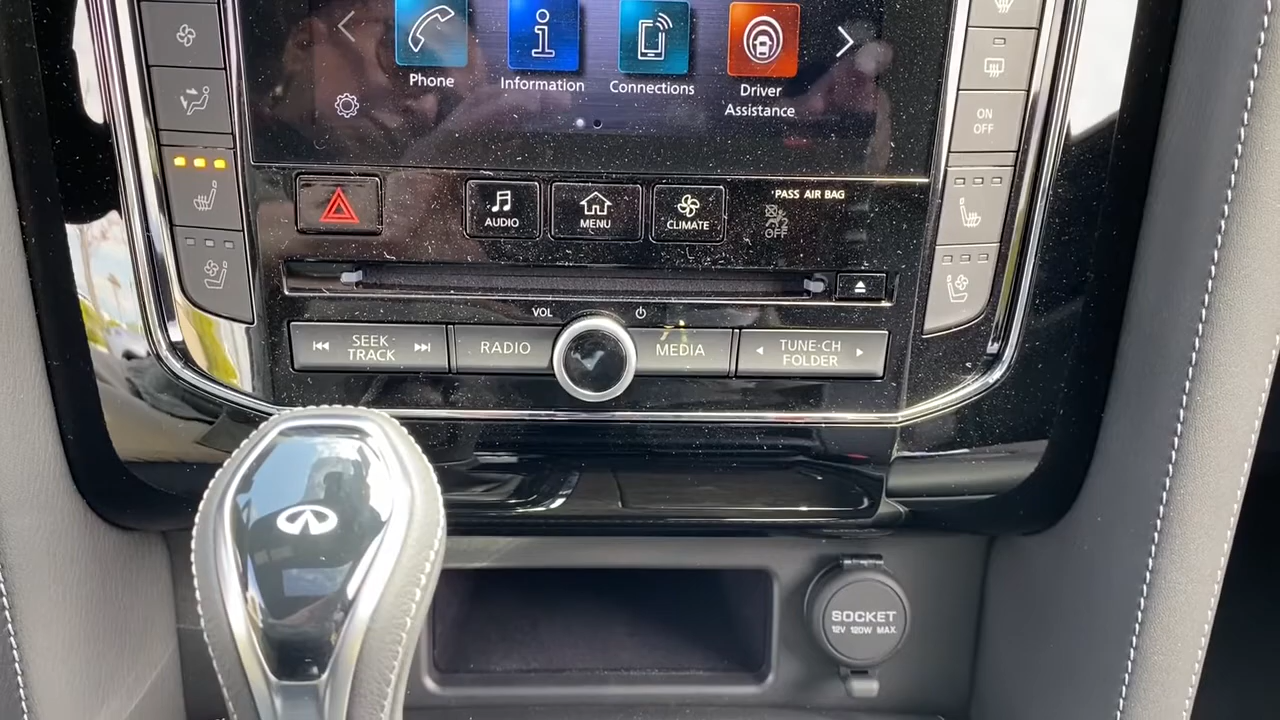 Phone
Information
Connections
Driver
Assistance
ON
OFF
PASS AIR BAG
AUDIO
MENU
CLIMATE
VOL
SEEK
TRACK
RADIO
MEDIA
TUNE·CH
FOLDER
SOCKET
12V 120W MAX.